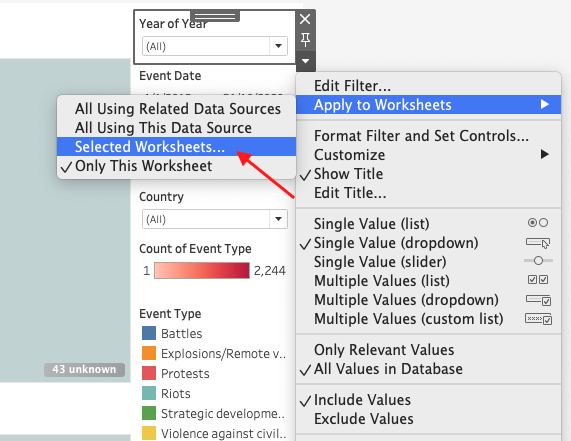 Year of Year
(All)
Event Date
Country
(All)
Count of Event Type
1
2,244
Event Type
Battles
Explosions/Remote v..
Protests
Riots
Strategic developme..
Violence against civil..
43 unknown
All Using Related Data Sources
All Using This Data Source
Selected Worksheets...
Only This Worksheet
Edit Filter...
Apply to Worksheets
Format Filter and Set Controls...
Customize
Show Title
Edit Title...
Single Value (list)
Single Value (dropdown)
Single Value (slider)
Multiple Values (list)
Multiple Values (dropdown)
Multiple Values (custom list)
Only Relevant Values
All Values in Database
Include Values
Exclude Values